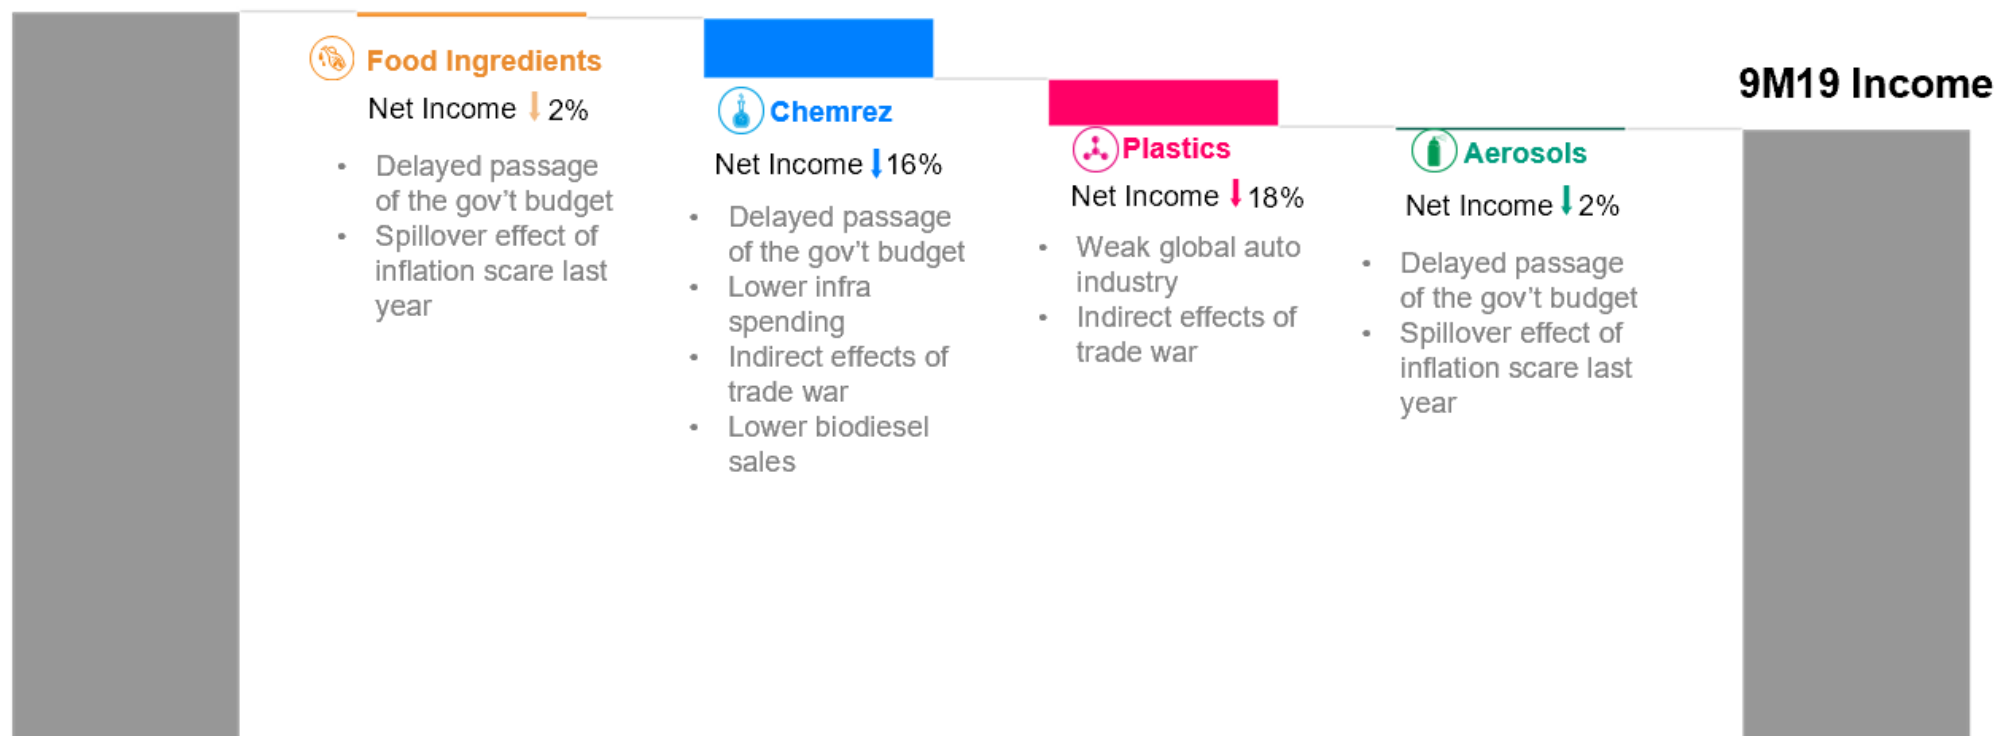 9M19 Income
Food Ingredients
Net Income ↓ 2%
• Delayed passage
of the gov't budget
• Spillover effect of
inflation scare last
year
Chemrez
Net Income ↓ 16%
• Delayed passage
of the gov't budget
• Lower infra
spending
• Indirect effects of
trade war
• Lower biodiesel
sales
Plastics
Net Income ↓ 18%
• Weak global auto
industry
• Indirect effects of
trade war
Aerosols
Net Income ↓ 2%
• Delayed passage
of the gov't budget
• Spillover effect of
inflation scare last
year